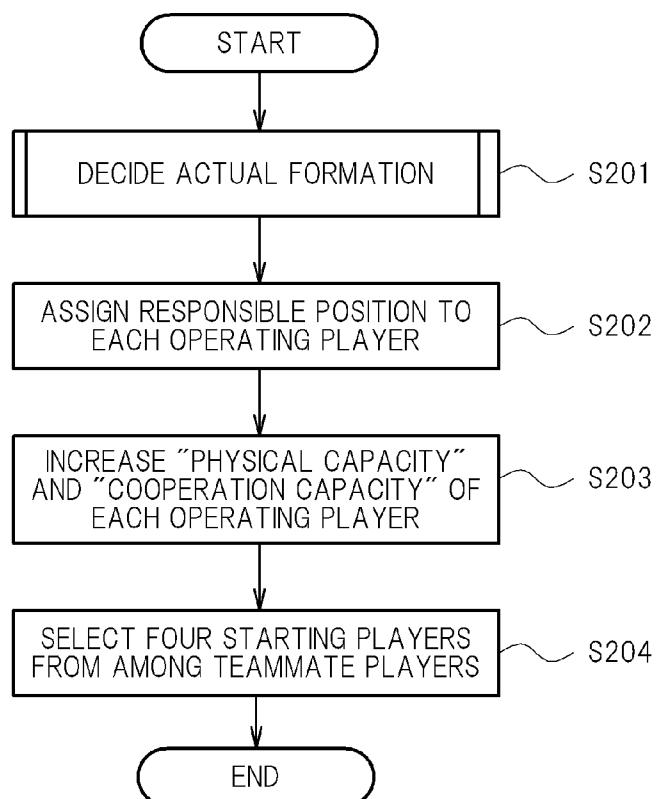 START
DECIDE ACTUAL FORMATION
S201
ASSIGN RESPONSIBLE POSITION TO
EACH OPERATING PLAYER
S202
INCREASE "PHYSICAL CAPACITY"
AND "COOPERATION CAPACITY" OF
EACH OPERATING PLAYER
S203
SELECT FOUR STARTING PLAYERS
FROM AMONG TEAMMATE PLAYERS
S204
END